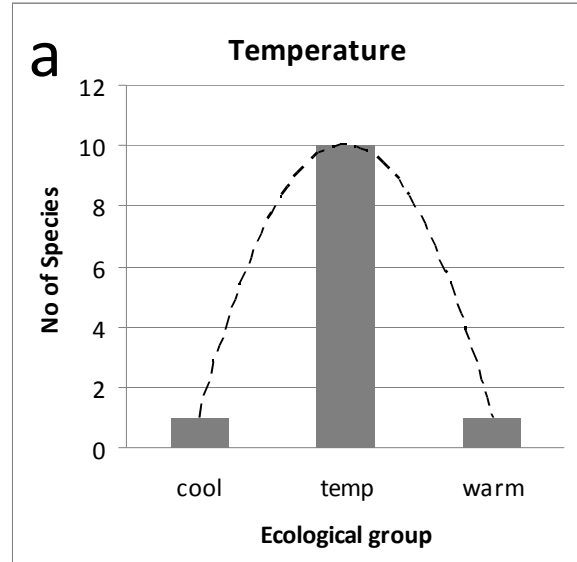 a
Temperature
12
10
8
6
4
2
0
No of Species
cool temp warm
Ecological group